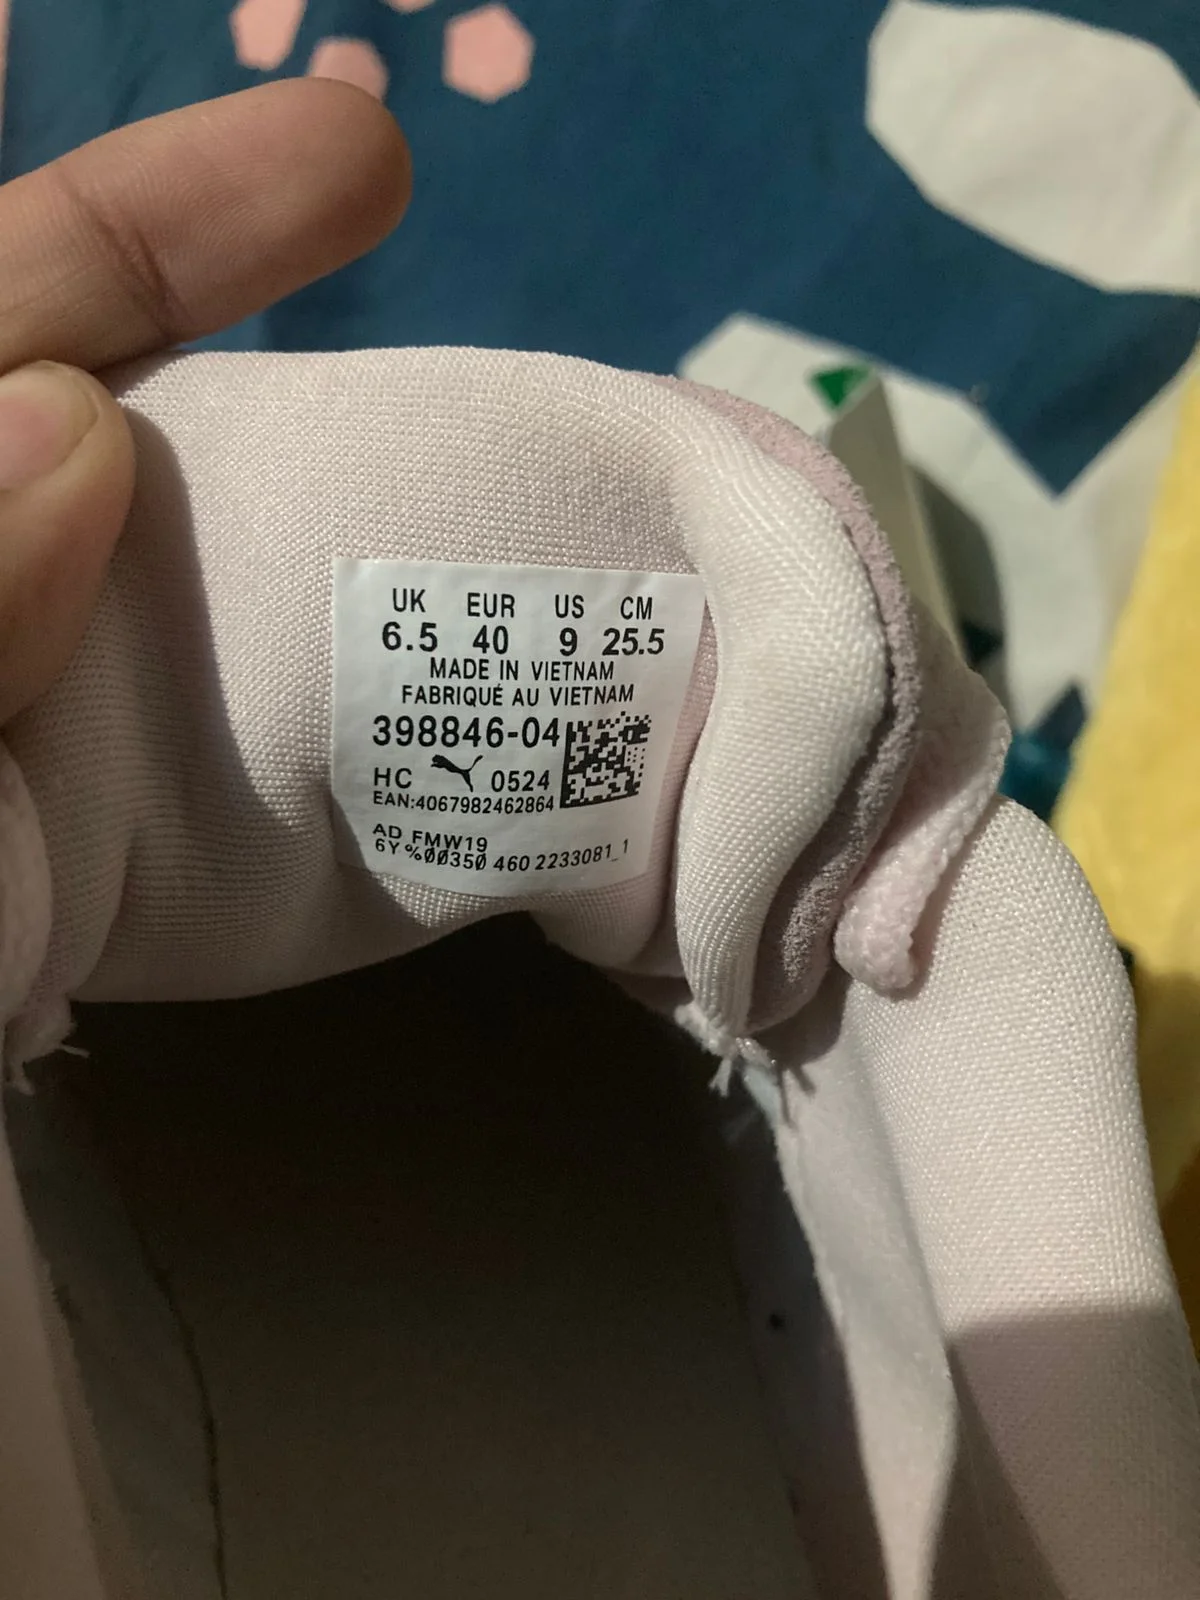 UK EUR US CM
6.5 40 9 25.5
MADE IN VIETNAM
FABRIQUÉ AU VIETNAM
398846-04
HC 0524
EAN:4067982462864
AD FMW19
6Y %ØØ35Ø 460 2233081_1